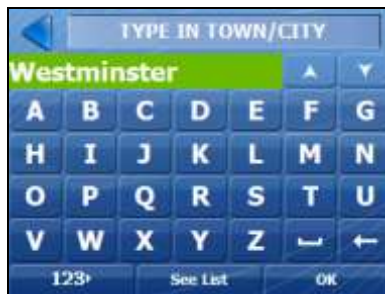 TYPE IN TOWN/CITY
Westminster
A B C D E F G
H I J K L M N
O P Q R S T U
V W X Y Z
123 See List OK